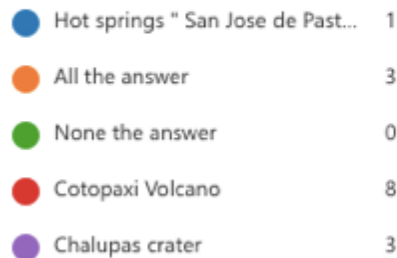 Hot springs " San Jose de Past... 1
All the answer 3
None the answer 0
Cotopaxi Volcano 8
Chalupas crater 3